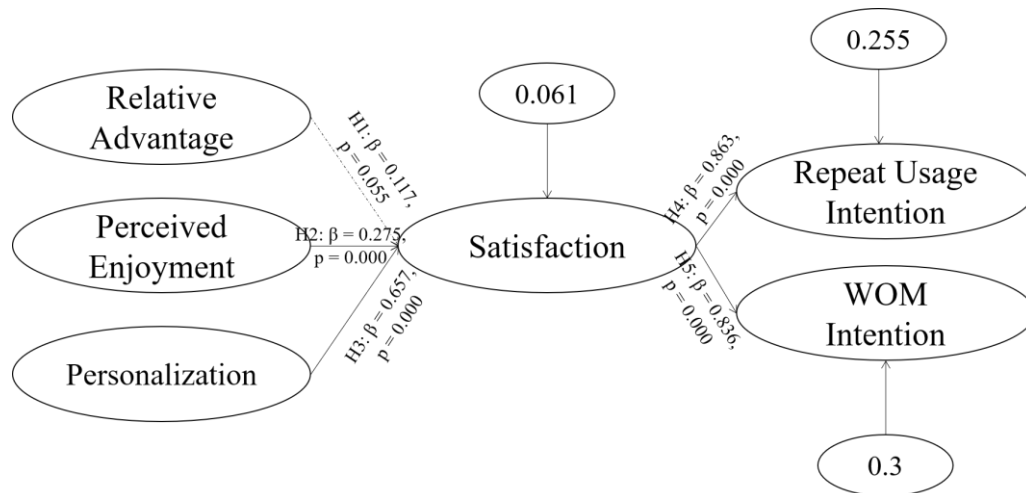 Relative
Advantage
Perceived
Enjoyment
Personalization
H1: β = 0.117,
p = 0.055
H2: β = 0.275,
p = 0.000
H3: β = 0.657,
p = 0.000
0.061
Satisfaction
H4: β = 0.863,
p = 0.000
H5: β = 0.836,
p = 0.000
0.255
Repeat Usage
Intention
WOM
Intention
0.3